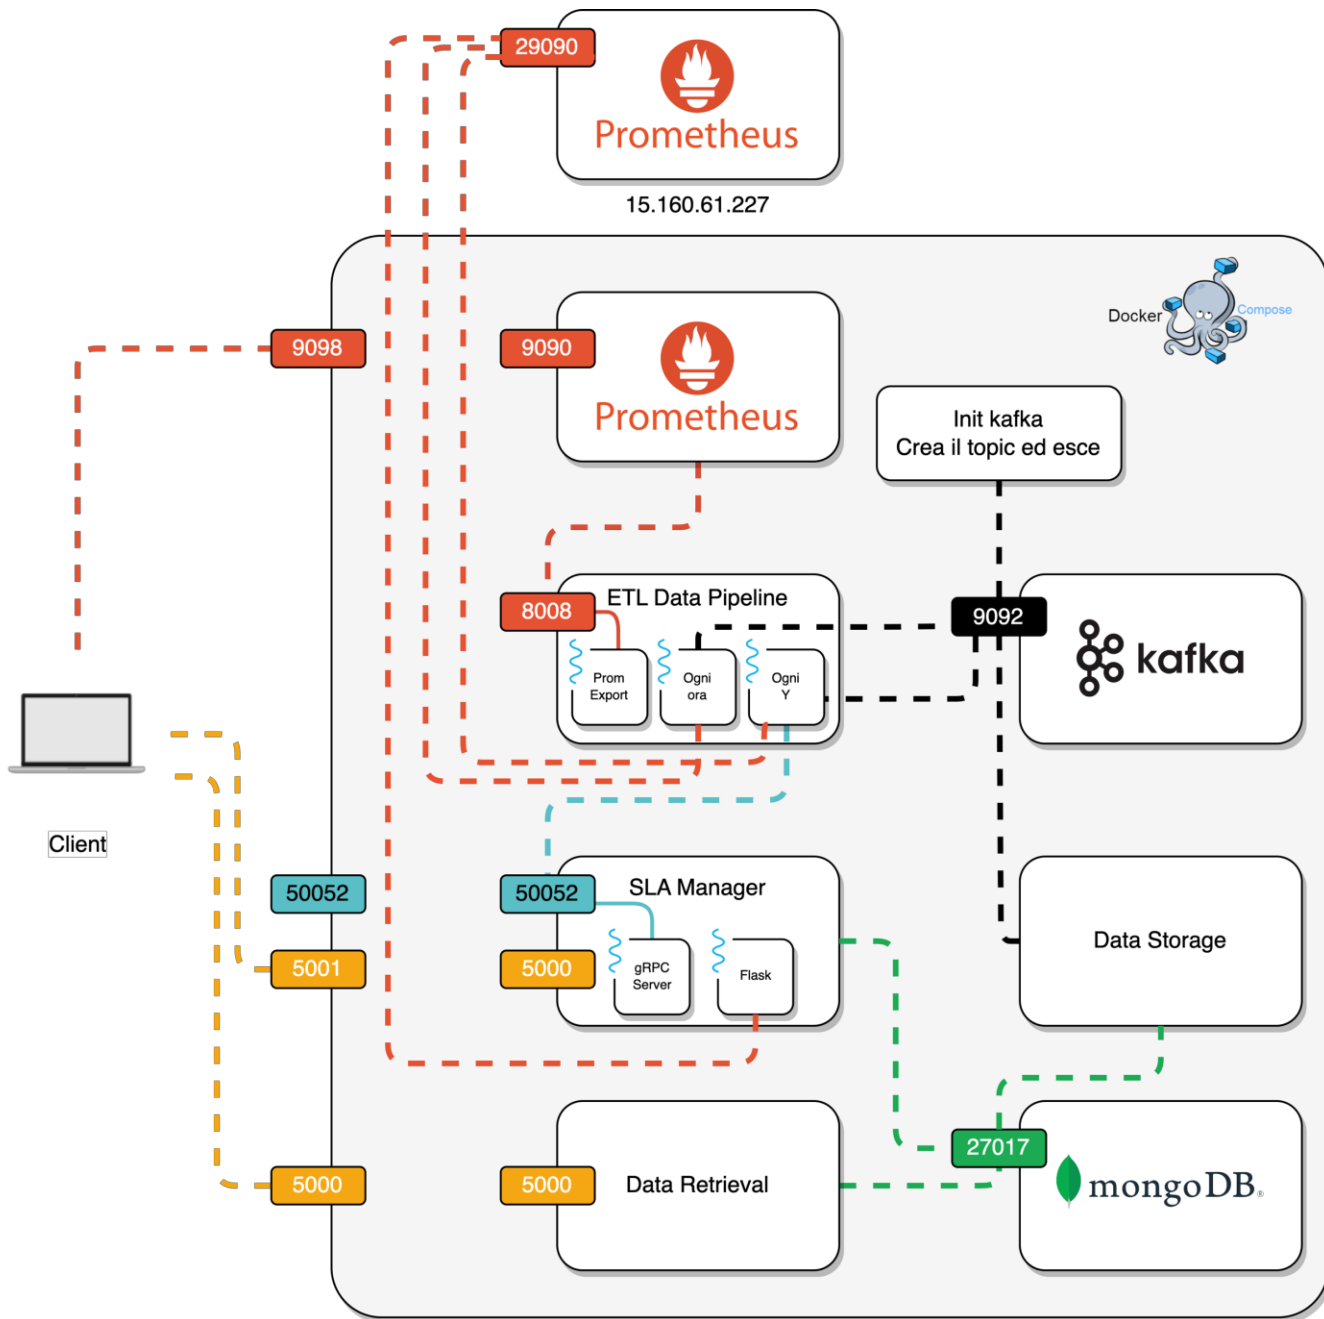 29090
Prometheus
15.160.61.227
Docker
Compose
9098
9090
Prometheus
Init kafka
Crea il topic ed esce
ETL Data Pipeline
8008
Prom
Export
Ogni
ora
Ogni
Y
9092
kafka
Client
50052
50052
SLA Manager
5001
5000
gRPC
Server
Flask
Data Storage
5000
5000
Data Retrieval
27017
mongoDB®